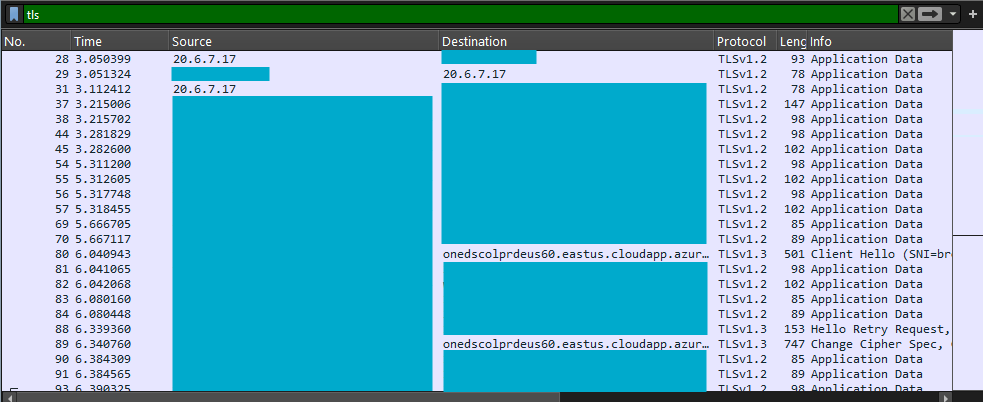 tls
No. Time Source Destination Protocol Leng Info
28 3.050399 20.6.7.17 TLSv1.2 93 Application Data
29 3.051324 20.6.7.17 TLSv1.2 78 Application Data
31 3.112412 20.6.7.17 TLSv1.2 78 Application Data
37 3.215006 TLSv1.2 147 Application Data
38 3.215702 TLSv1.2 98 Application Data
44 3.281829 TLSv1.2 98 Application Data
45 3.282600 TLSv1.2 102 Application Data
54 5.311200 TLSv1.2 98 Application Data
55 5.312605 TLSv1.2 102 Application Data
56 5.317748 TLSv1.2 98 Application Data
57 5.318455 TLSv1.2 102 Application Data
69 5.666705 TLSv1.2 85 Application Data
70 5.667117 TLSv1.2 89 Application Data
80 6.040943 onedscolprdeus60.eastus.cloudapp.azur… TLSv1.3 501 Client Hello (SNI=br
81 6.041065 TLSv1.2 98 Application Data
82 6.042068 TLSv1.2 102 Application Data
83 6.080160 TLSv1.2 85 Application Data
84 6.080448 TLSv1.2 89 Application Data
88 6.339360 TLSv1.3 153 Hello Retry Request,
89 6.340760 onedscolprdeus60.eastus.cloudapp.azur… TLSv1.3 747 Change Cipher Spec,
90 6.384309 TLSv1.2 85 Application Data
91 6.384565 TLSv1.2 89 Application Data
93 6.390325 TLSv1.2 98 Application Data